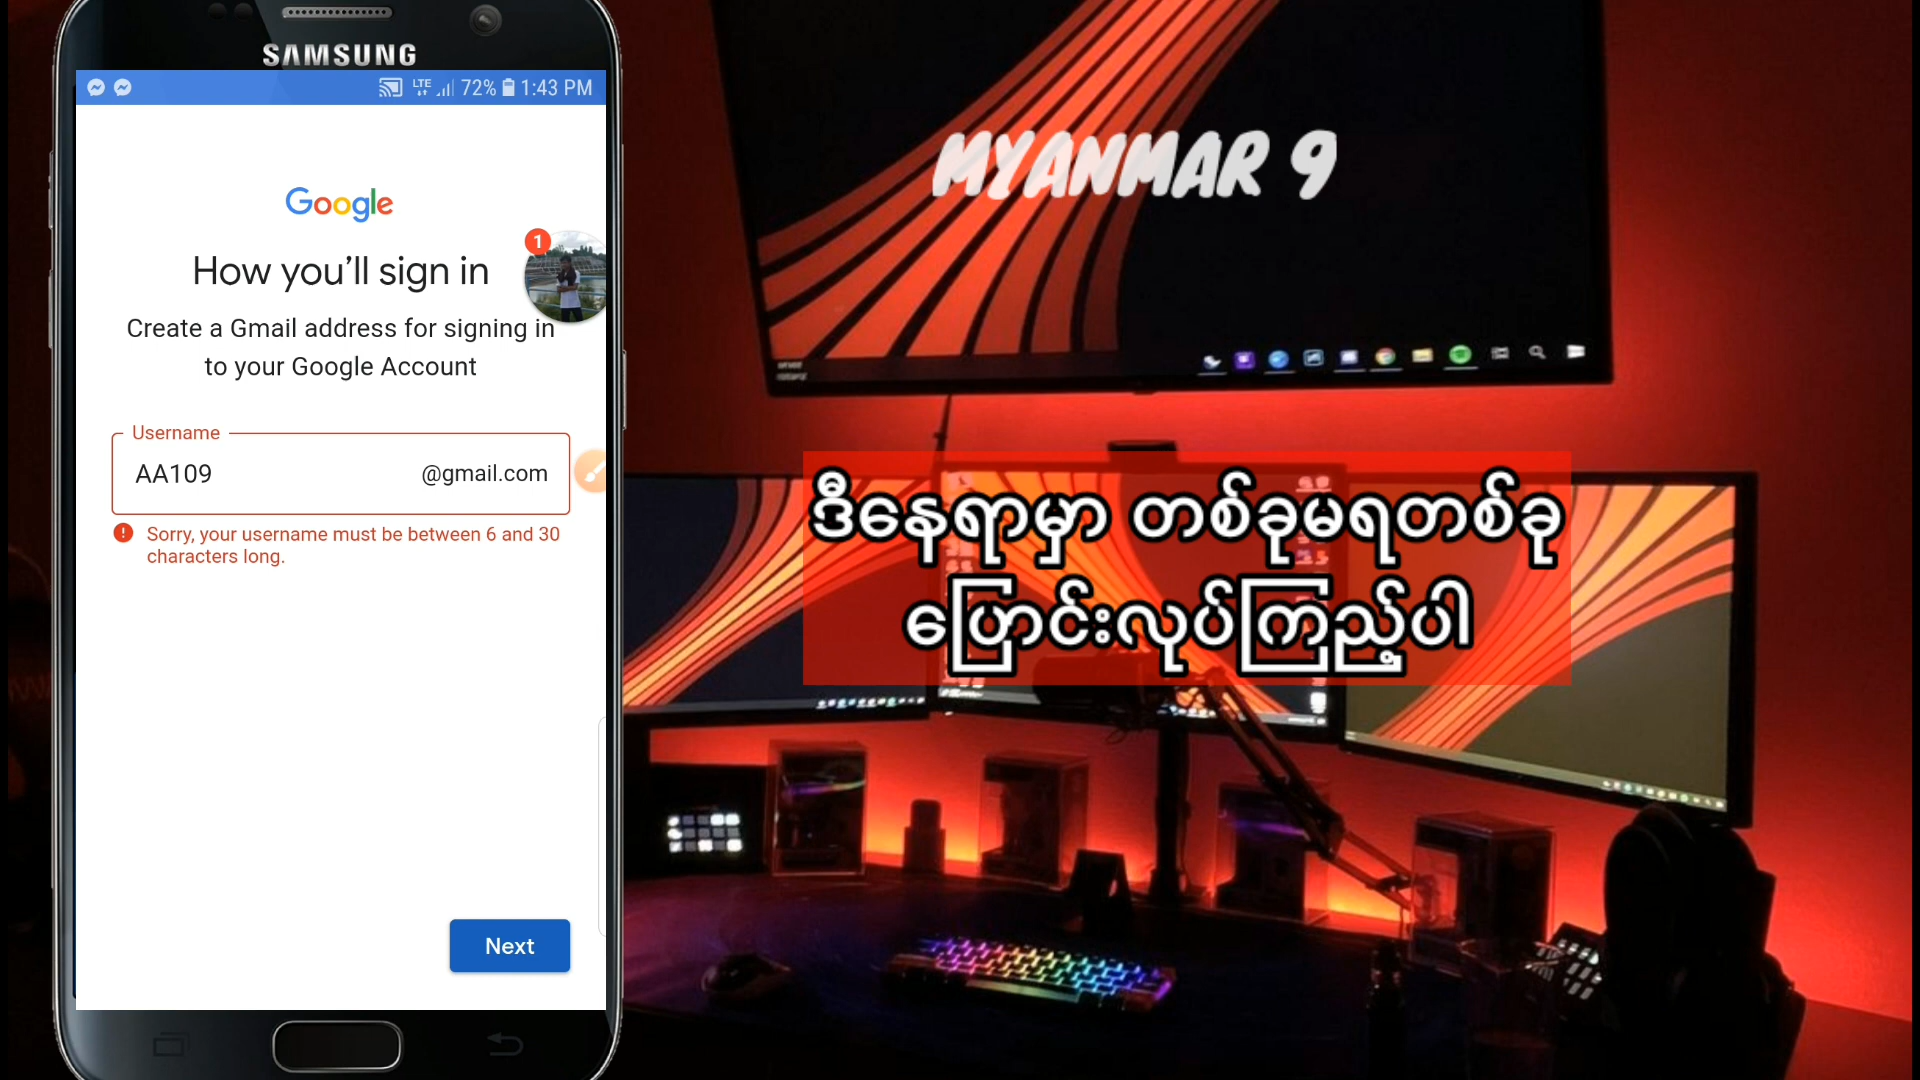 SAMSUNG
LTE 72% 1:43 PM
Google
1
How you’ll sign in
Create a Gmail address for signing in
to your Google Account
Username
AA109 @gmail.com
Sorry, your username must be between 6 and 30
characters long.
Next
MYANMAR 9
ဒီနေရာမှာ တစ်ခုမရတစ်ခု
ပြောင်းလုပ်ကြည့်ပါ